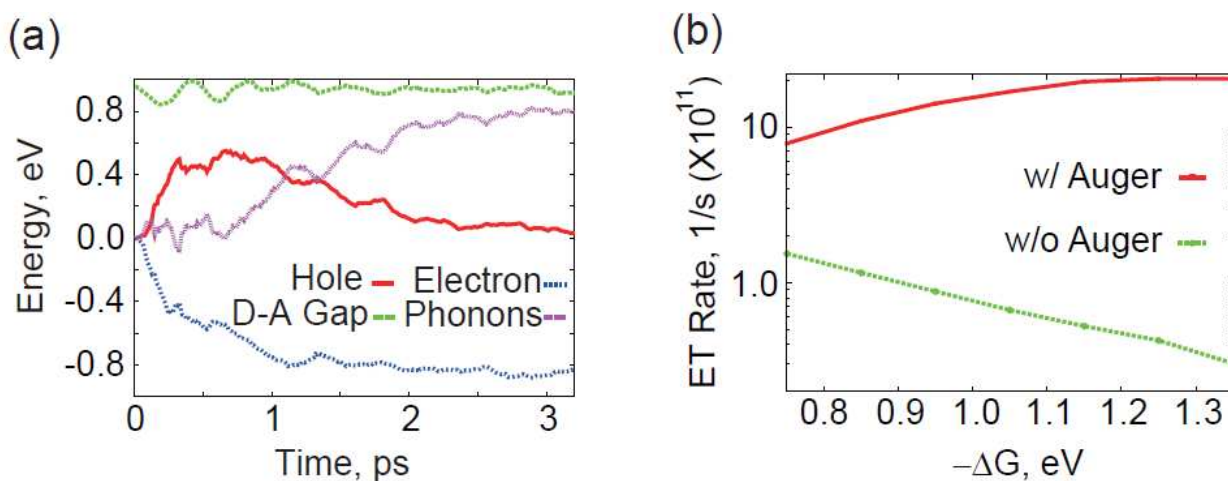 (a)
Energy, eV
0.8
0.4
0.0
-0.4
-0.8
Hole Electron
D-A Gap Phonons
0 1 2 3
Time, ps
(b)
ET Rate, 1/s (X10¹¹)
10
1.0
w/ Auger
w/o Auger
0.8 0.9 1.0 1.1 1.2 1.3
−ΔG, eV